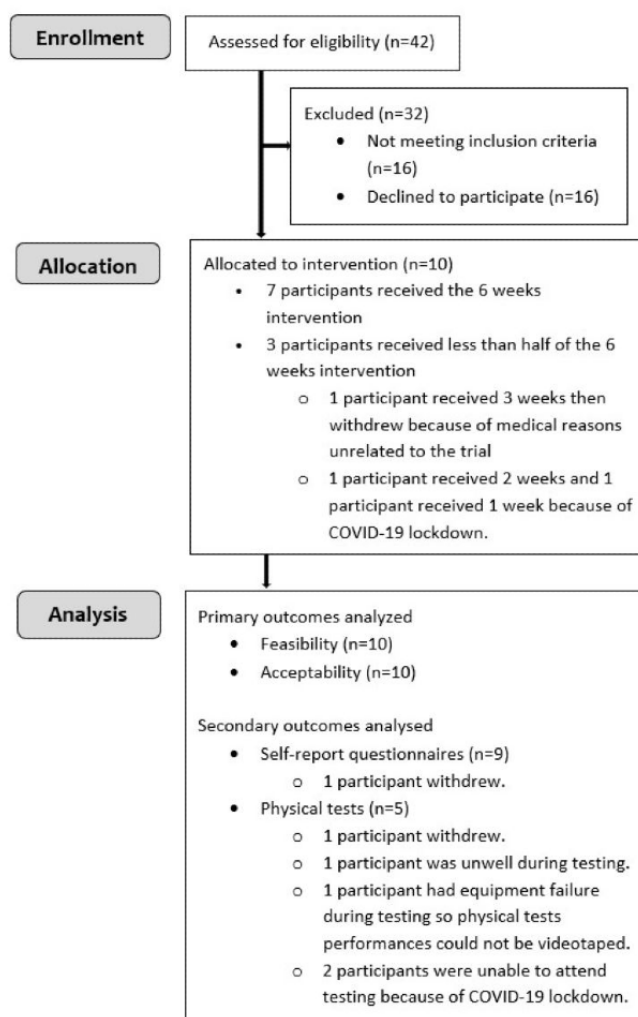 Enrollment
Assessed for eligibility (n=42)
Excluded (n=32)
• Not meeting inclusion criteria
(n=16)
• Declined to participate (n=16)
Allocation
Allocated to intervention (n=10)
• 7 participants received the 6 weeks
intervention
• 3 participants received less than half of the 6
weeks intervention
o 1 participant received 3 weeks then
withdrew because of medical reasons
unrelated to the trial
o 1 participant received 2 weeks and 1
participant received 1 week because of
COVID-19 lockdown.
Analysis
Primary outcomes analyzed
• Feasibility (n=10)
• Acceptability (n=10)
Secondary outcomes analysed
• Self-report questionnaires (n=9)
o 1 participant withdrew.
• Physical tests (n=5)
o 1 participant withdrew.
o 1 participant was unwell during testing.
o 1 participant had equipment failure
during testing so physical tests
performances could not be videotaped.
o 2 participants were unable to attend
testing because of COVID-19 lockdown.